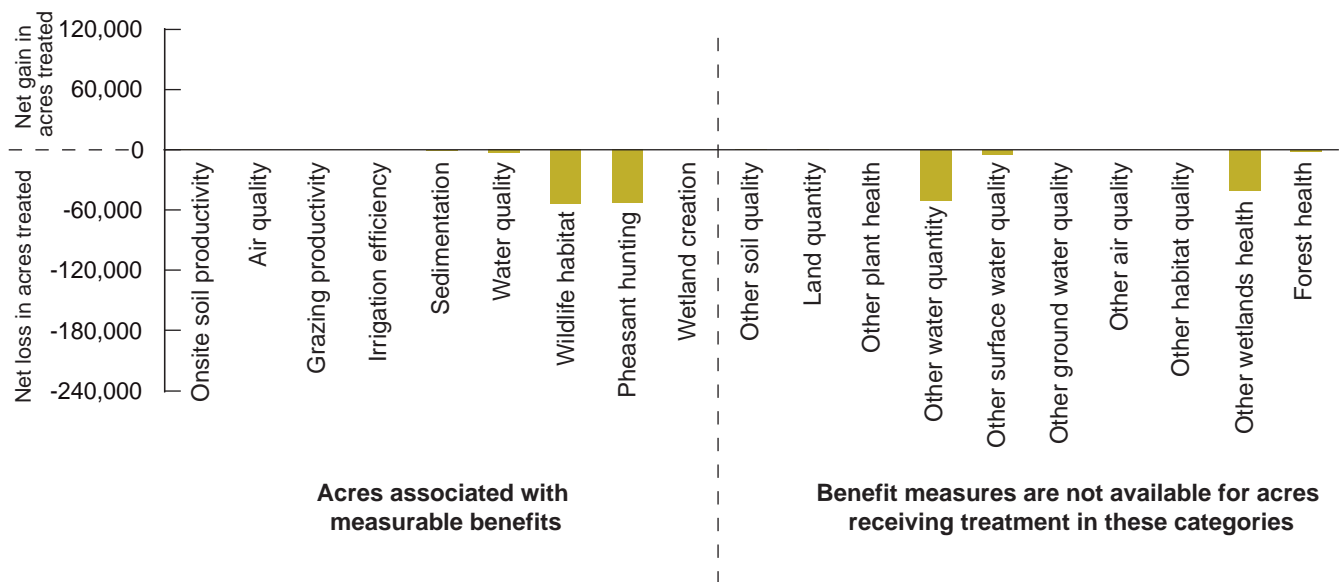 Net gain in
acres treated
Net loss in acres treated
120,000
60,000
0
-60,000
-120,000
-180,000
-240,000
Onsite soil productivity
Air quality
Grazing productivity
Irrigation efficiency
Sedimentation
Water quality
Wildlife habitat
Pheasant hunting
Wetland creation
Other soil quality
Land quantity
Other plant health
Other water quantity
Other surface water quality
Other ground water quality
Other air quality
Other habitat quality
Other wetlands health
Forest health
Acres associated with
measurable benefits
Benefit measures are not available for acres
receiving treatment in these categories